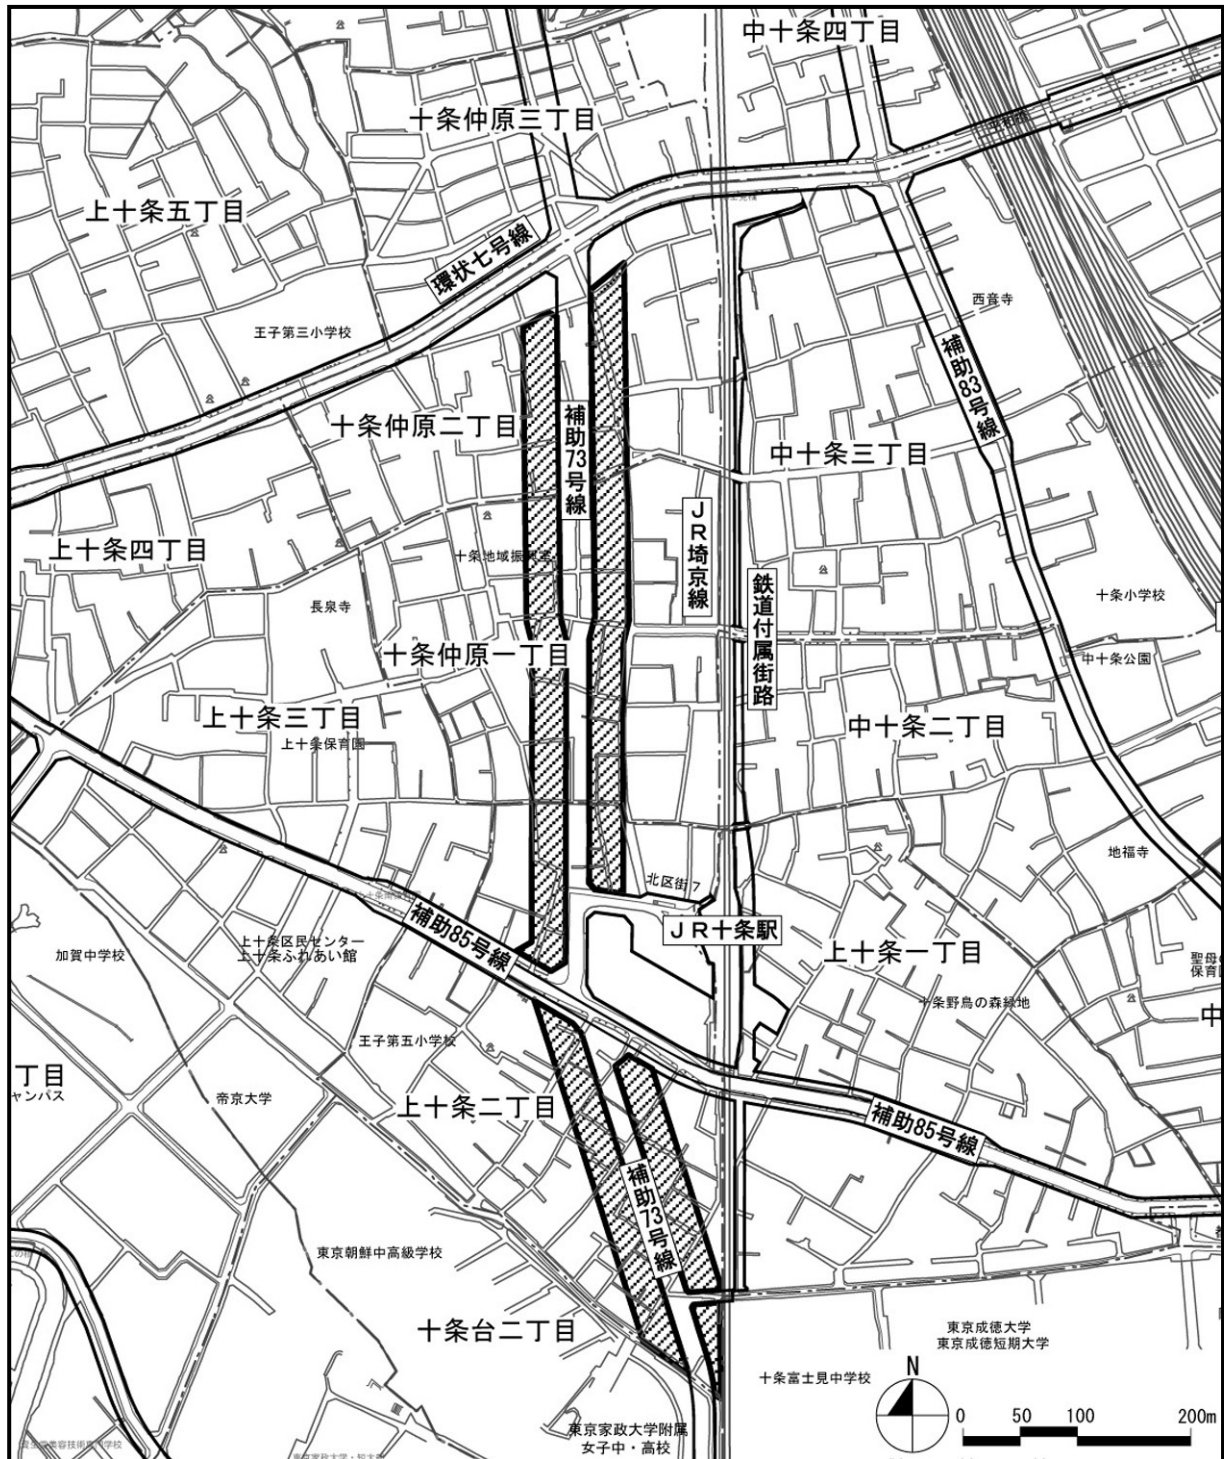 中十条四丁目
十条仲原三丁目
上十条五丁目
環状七号線
西音寺
王子第三小学校
補助83号線
十条仲原二丁目
補助73号線
中十条三丁目
JR埼京線
上十条四丁目
鉄道付属街路
長泉寺
十条小学校
十条仲原一丁目
中十条公園
上十条三丁目
上十条保育園
中十条二丁目
地福寺
北区街7
補助85号線
JR十条駅
上十条区民センター
上十条ふれあい館
加賀中学校
上十条一丁目
聖母の
保育園
十条野鳥の森緑地
中
王子第五小学校
丁目
ャンパス
帝京大学
上十条二丁目
補助85号線
補助73号線
東京朝鮮中高級学校
十条台二丁目
東京成徳大学
東京成徳短期大学
十条富士見中学校
N
0 50 100 200m
東京家政大学附属
女子中・高校